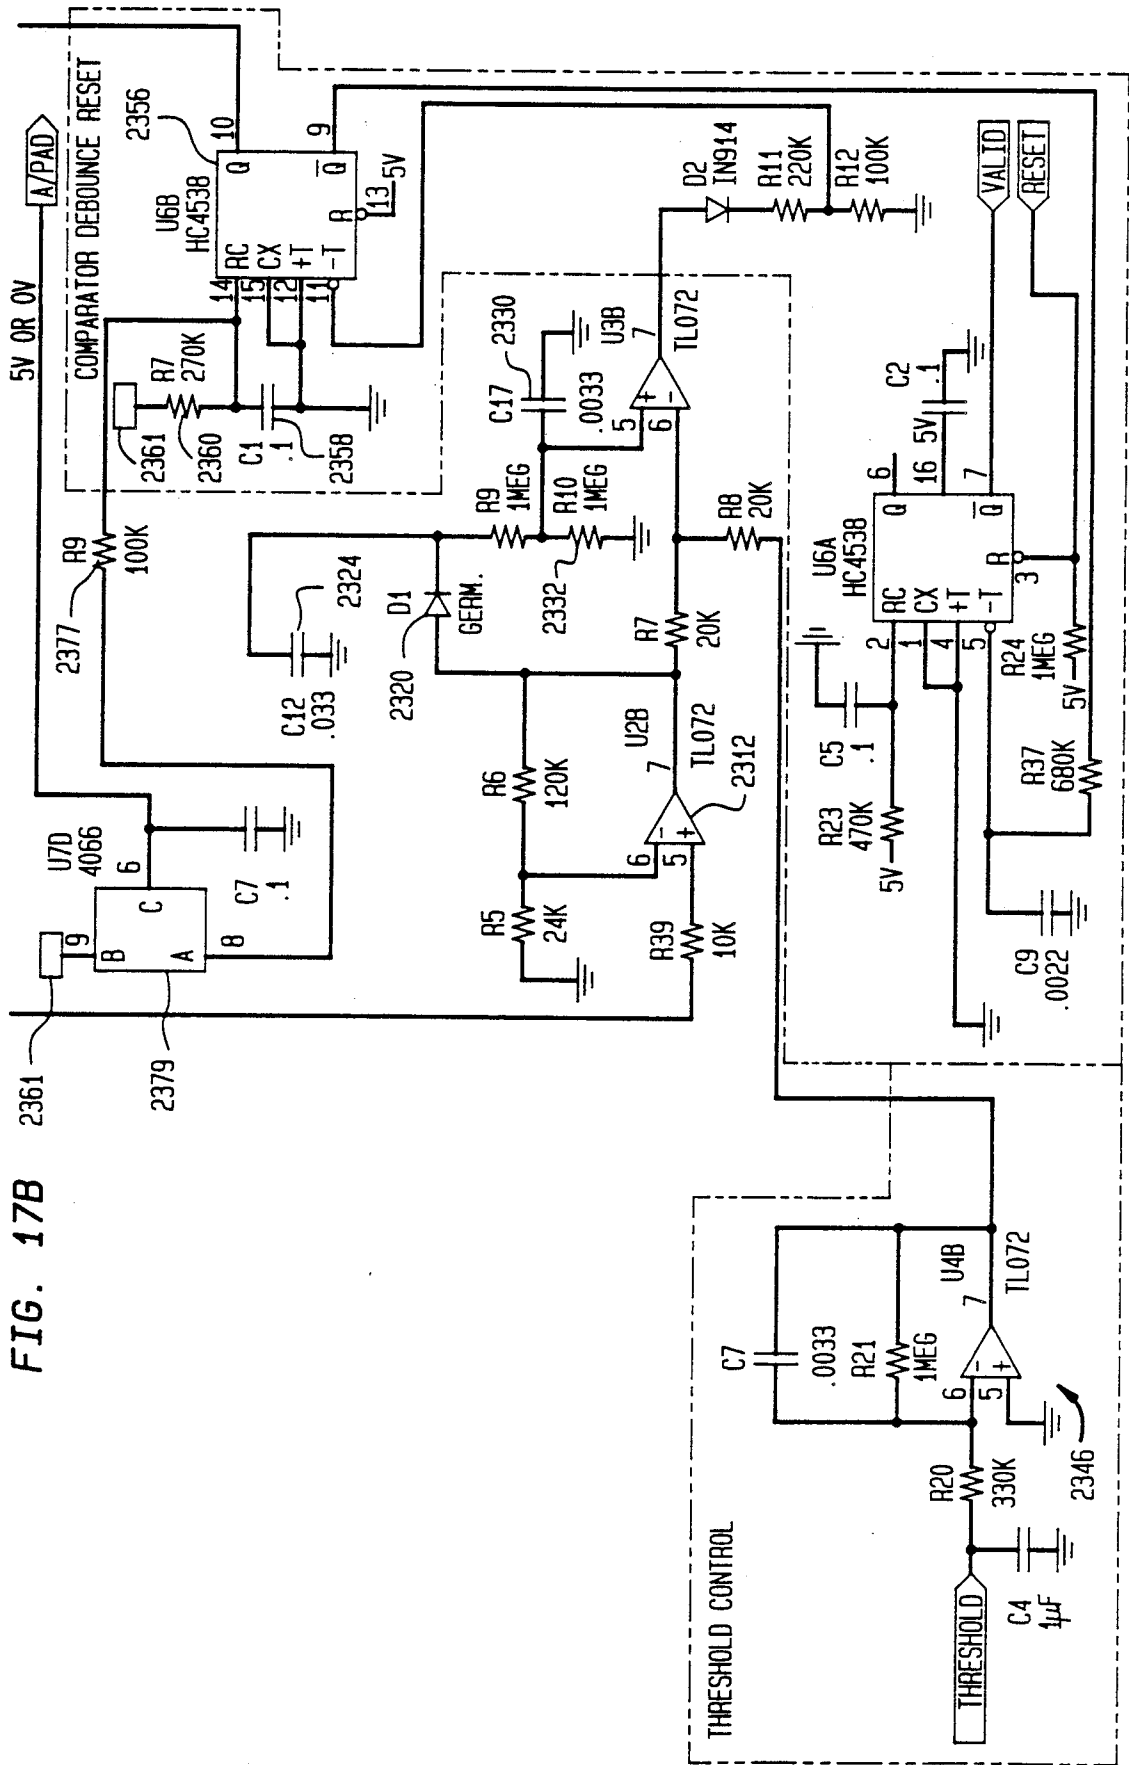 FIG. 17B
2361
2379
9
B
A
8
C
6
U7D
4066
C7
.1
5V OR 0V
A/PAD
R9
100K
2377
COMPARATOR DEBOUNCE RESET
2361
R7
270K
2360
C1
.1
2358
14
15
12
11
RC
CX
+T
-T
U6B
HC4538
Q
Q
R
10
9
13
5V
2356
C12
.033
2324
D1
GERM.
2320
R9
1MEG
R10
1MEG
2332
C17
.0033
2330
5
6
+
-
U3B
7
TL072
D2
IN914
R11
220K
R12
100K
R5
24K
R6
120K
R39
10K
6
5
-
+
U2B
7
TL072
2312
R7
20K
R8
20K
C5
.1
R23
470K
5V
2
1
4
5
RC
CX
+T
-T
U6A
HC4538
Q
Q
R
6
16
7
3
5V
C2
.1
VALID
RESET
R24
1MEG
5V
R37
680K
C9
.0022
THRESHOLD CONTROL
THRESHOLD
C4
1µF
R20
330K
C7
.0033
R21
1MEG
6
5
-
+
U4B
7
TL072
2346